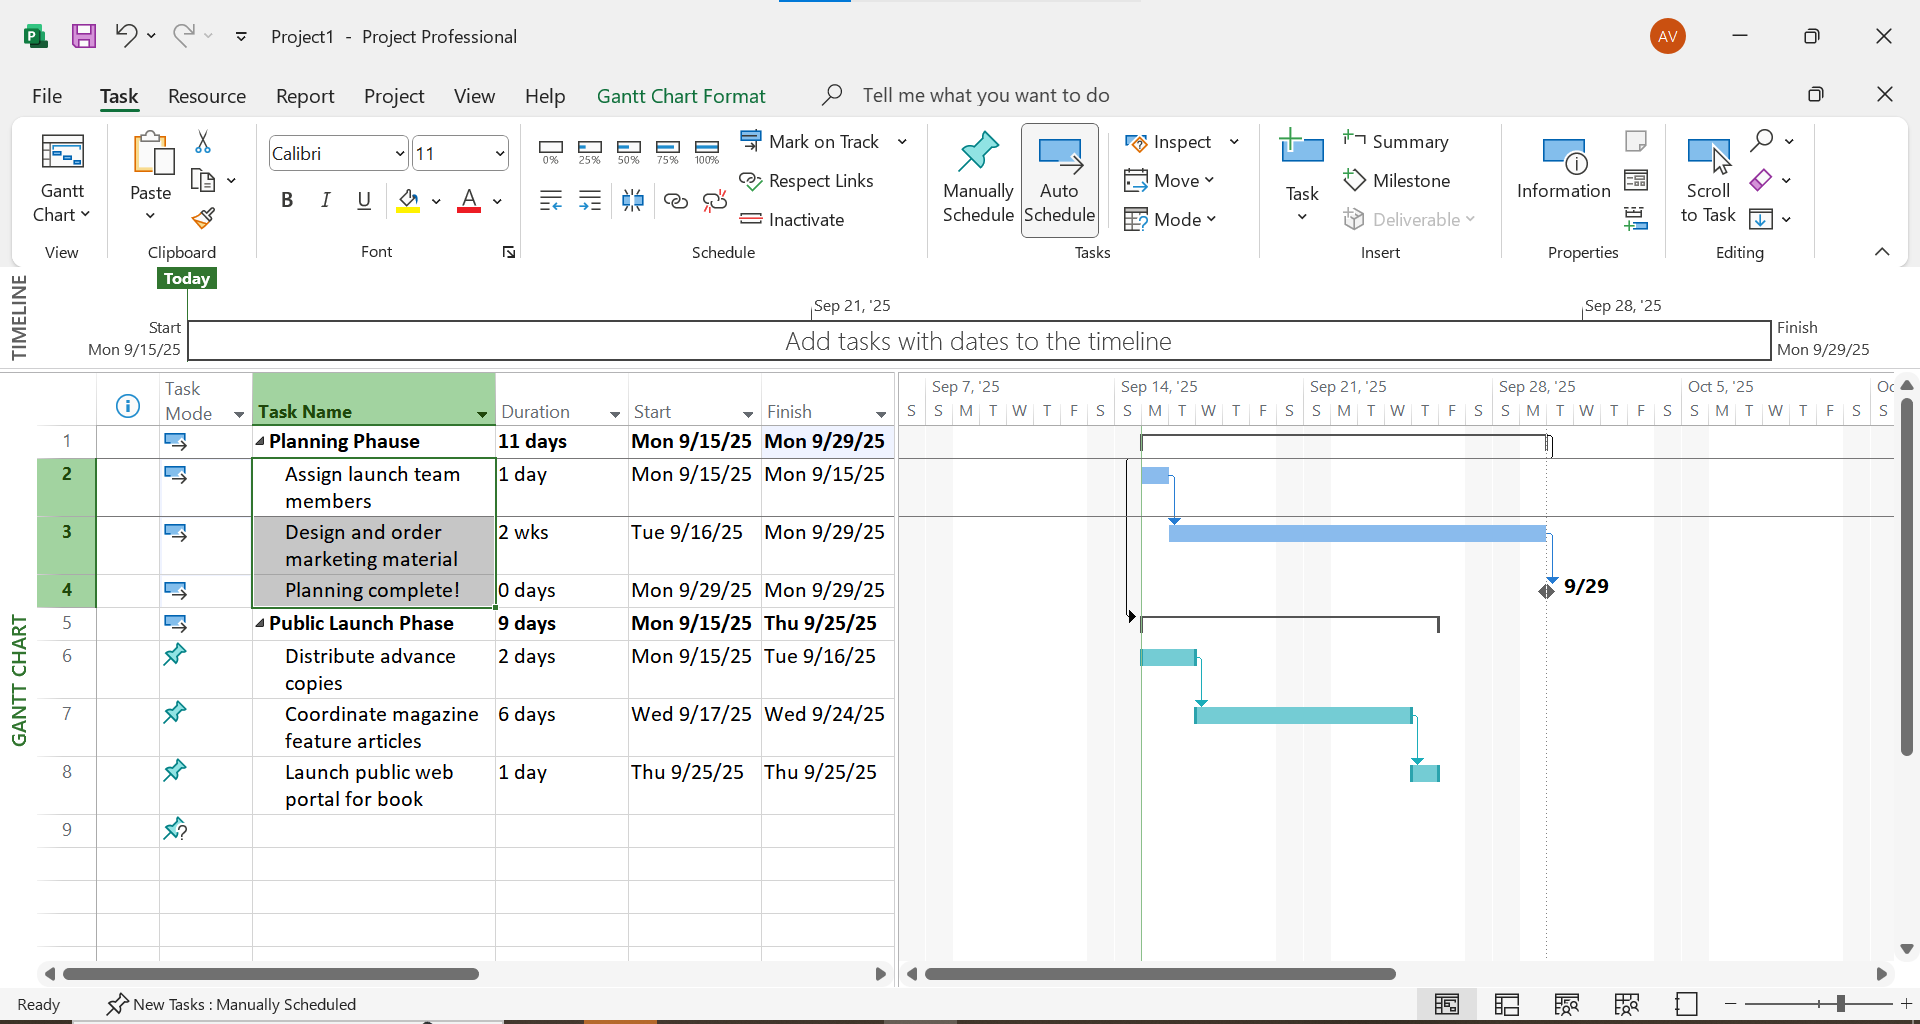 Project1 - Project Professional
AV
File Task Resource Report Project View Help Gantt Chart Format Tell me what you want to do
Gantt
Chart
View
Paste
Clipboard
Calibri 11
B I U A
Font
0% 25% 50% 75% 100%
Mark on Track
Respect Links
Inactivate
Schedule
Manually
Schedule
Auto
Schedule
Inspect
Move
Mode
Tasks
Task
Summary
Milestone
Deliverable
Insert
Information
Properties
Scroll
to Task
Editing
TIMELINE
Today
Sep 21, '25 Sep 28, '25
Start
Mon 9/15/25
Add tasks with dates to the timeline
Finish
Mon 9/29/25
GANTT CHART
Task
Mode Task Name Duration Start Finish
Sep 7, '25 Sep 14, '25 Sep 21, '25 Sep 28, '25 Oct 5, '25 Oc
S S M T W T F S S M T W T F S S M T W T F S S M T W T F S S M T W T F S S
1 Planning Phause 11 days Mon 9/15/25 Mon 9/29/25
2 Assign launch team 1 day Mon 9/15/25 Mon 9/15/25
members
3 Design and order 2 wks Tue 9/16/25 Mon 9/29/25
marketing material
4 Planning complete! 0 days Mon 9/29/25 Mon 9/29/25
9/29
5 Public Launch Phase 9 days Mon 9/15/25 Thu 9/25/25
6 Distribute advance 2 days Mon 9/15/25 Tue 9/16/25
copies
7 Coordinate magazine 6 days Wed 9/17/25 Wed 9/24/25
feature articles
8 Launch public web 1 day Thu 9/25/25 Thu 9/25/25
portal for book
9
Ready New Tasks : Manually Scheduled